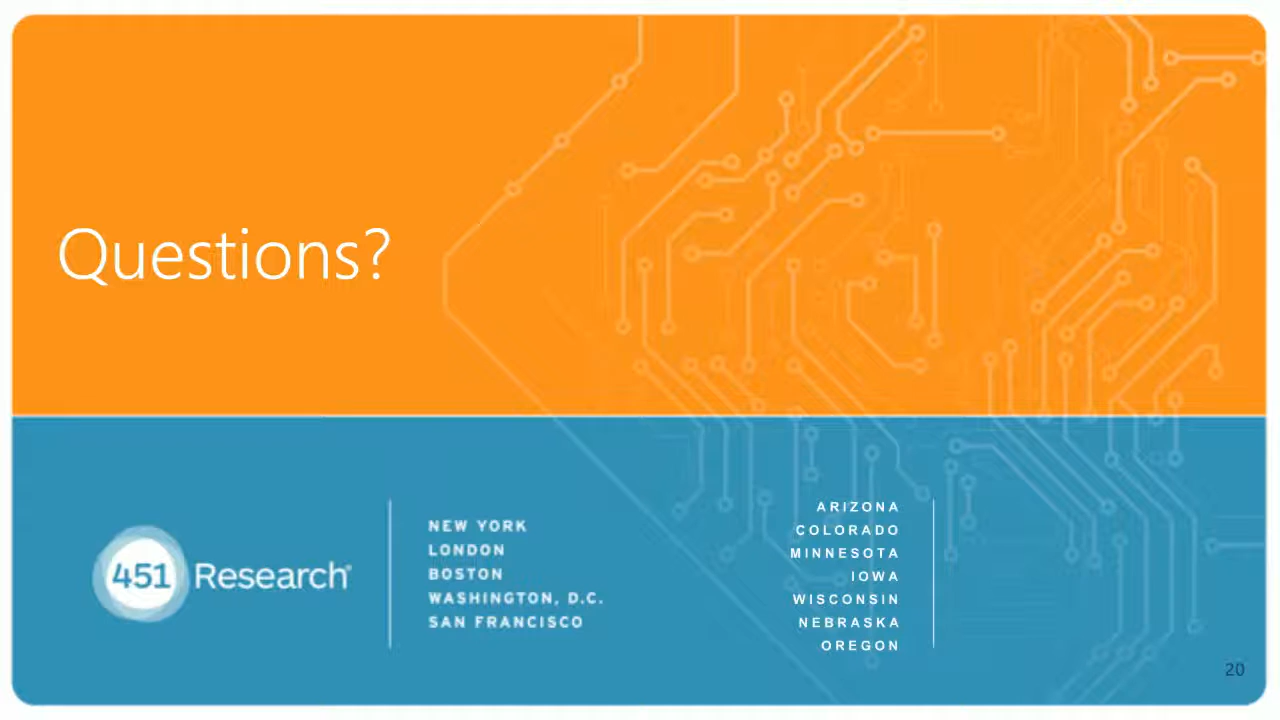 Questions?
451 Research®
NEW YORK
LONDON
BOSTON
WASHINGTON, D.C.
SAN FRANCISCO
ARIZONA
COLORADO
MINNESOTA
IOWA
WISCONSIN
NEBRASKA
OREGON
20